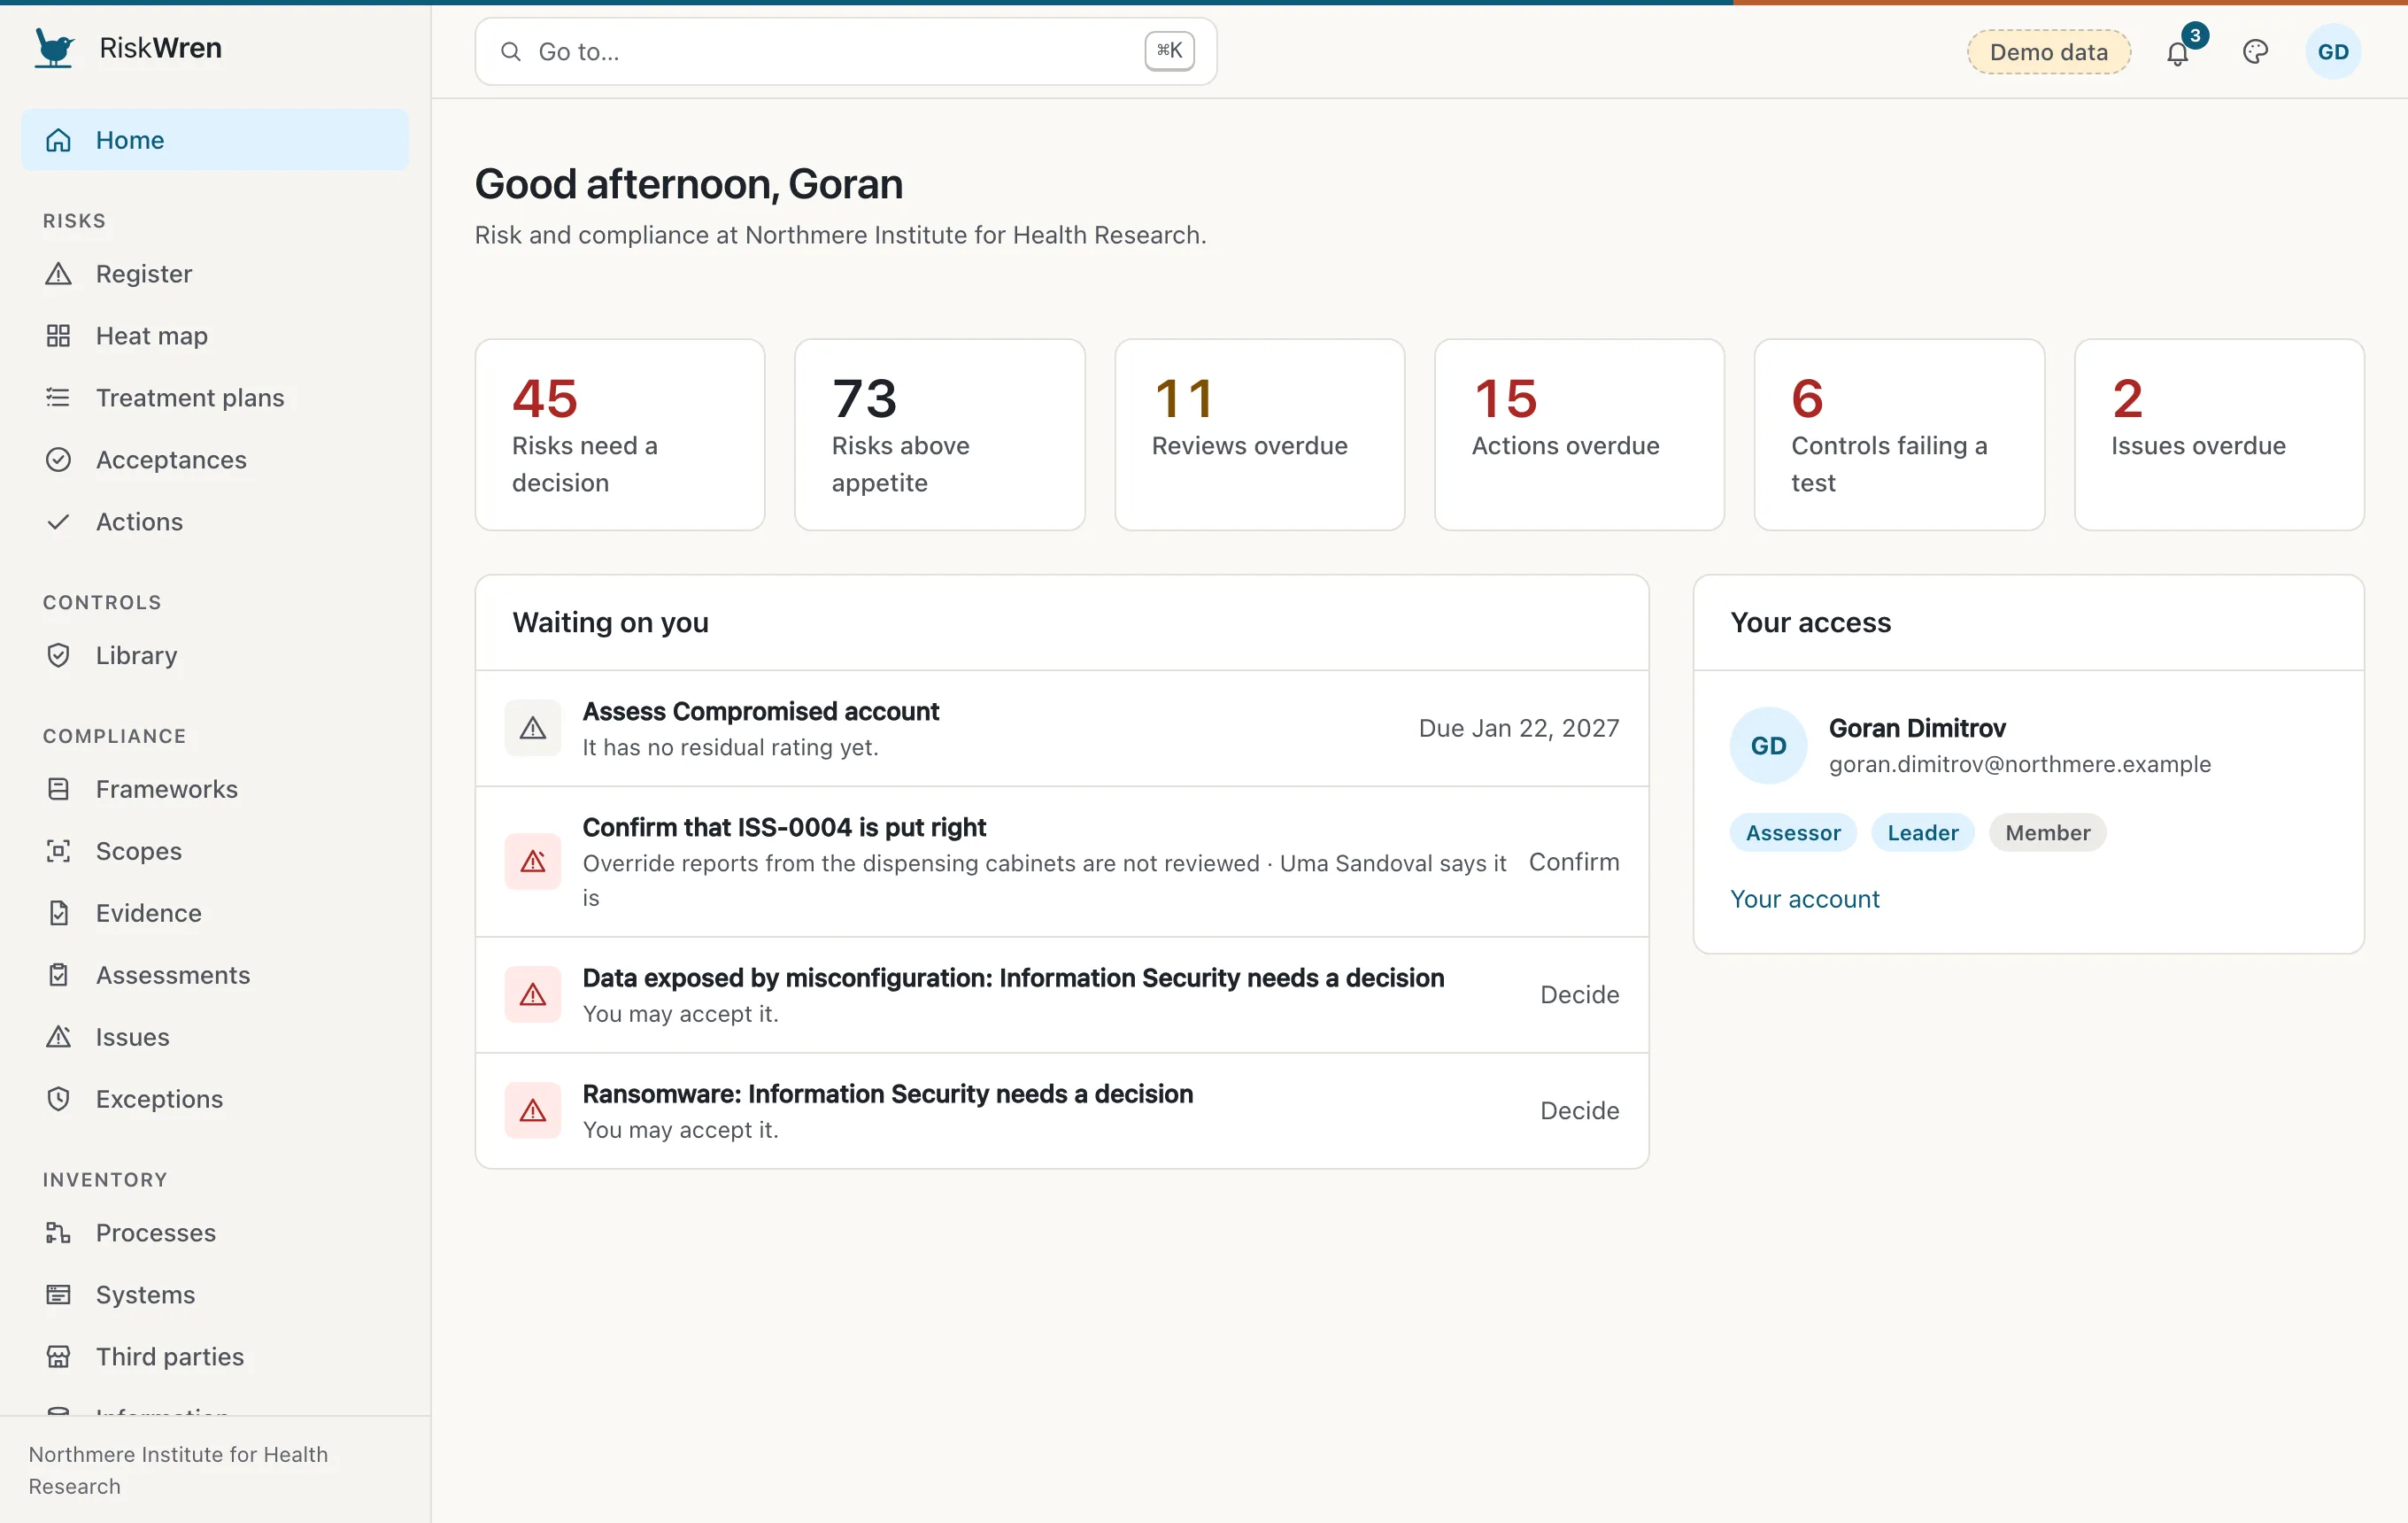 RiskWren
Go to...
⌘K
Demo data
3
GD
Home
RISKS
Register
Heat map
Treatment plans
Acceptances
Actions
CONTROLS
Library
COMPLIANCE
Frameworks
Scopes
Evidence
Assessments
Issues
Exceptions
INVENTORY
Processes
Systems
Third parties
Information
Northmere Institute for Health
Research
Good afternoon, Goran
Risk and compliance at Northmere Institute for Health Research.
45
Risks need a
decision
73
Risks above
appetite
11
Reviews overdue
15
Actions overdue
6
Controls failing a
test
2
Issues overdue
Waiting on you
Assess Compromised account
It has no residual rating yet.
Due Jan 22, 2027
Confirm that ISS-0004 is put right
Override reports from the dispensing cabinets are not reviewed · Uma Sandoval says it
is
Confirm
Data exposed by misconfiguration: Information Security needs a decision
You may accept it.
Decide
Ransomware: Information Security needs a decision
You may accept it.
Decide
Your access
GD
Goran Dimitrov
goran.dimitrov@northmere.example
Assessor
Leader
Member
Your account